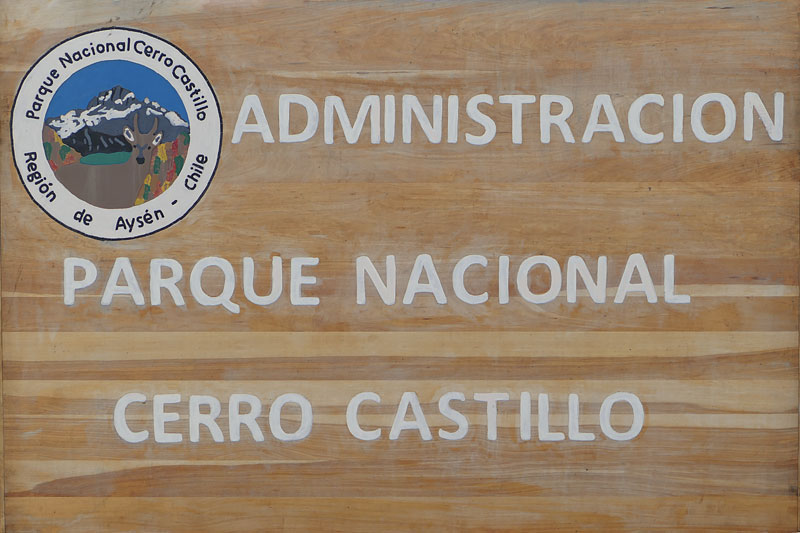 Parque Nacional Cerro Castillo
Región de Aysén - Chile
ADMINISTRACION
PARQUE NACIONAL
CERRO CASTILLO